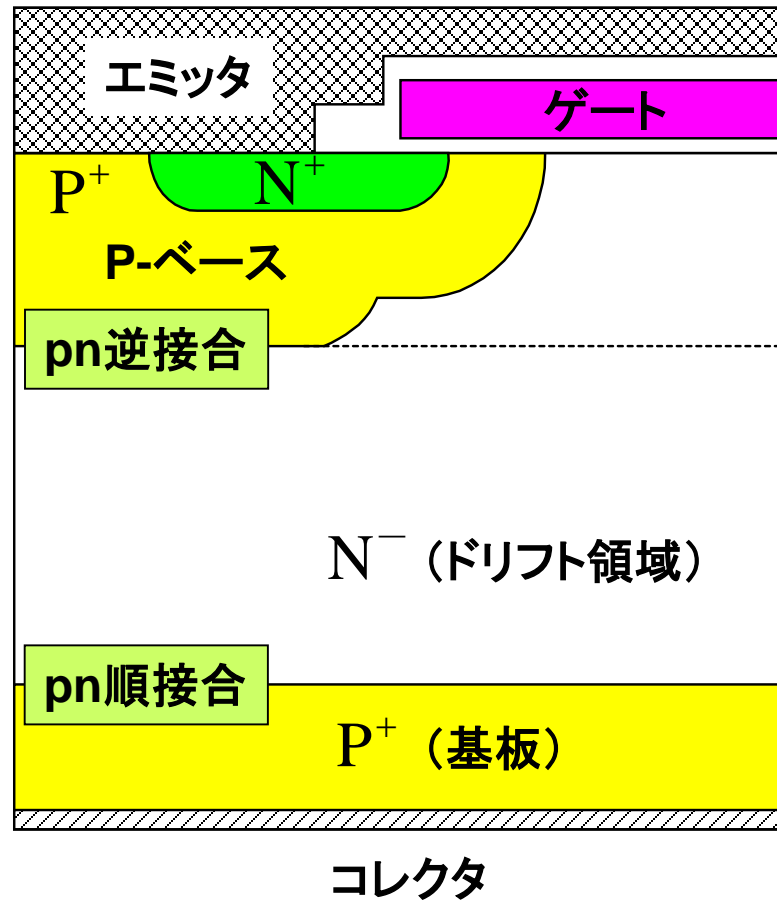 エミッタ
ゲート
P+ N+
P-ベース
pn逆接合
N− (ドリフト領域)
pn順接合
P+ (基板)
コレクタ